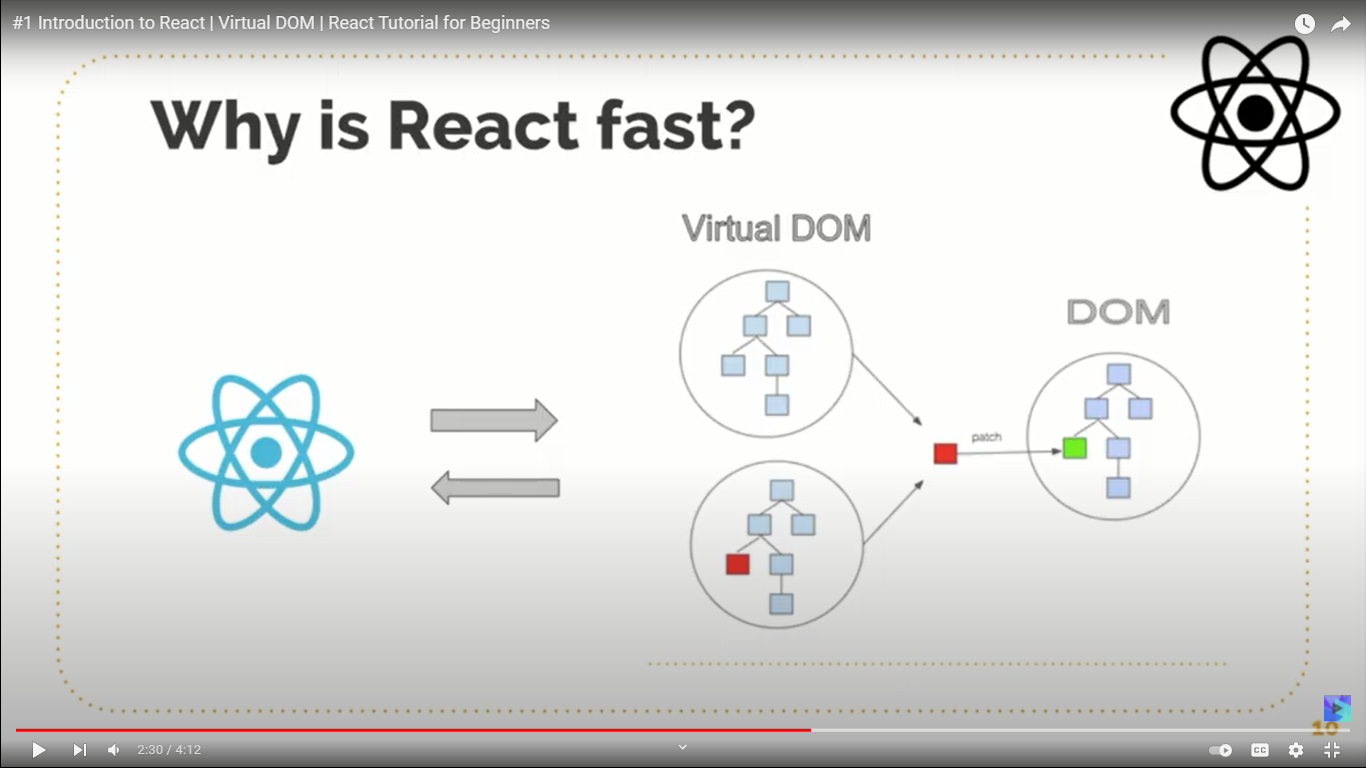 #1 Introduction to React | Virtual DOM | React Tutorial for Beginners
Why is React fast?
Virtual DOM
DOM
patch
10
2:30 / 4:12
CC